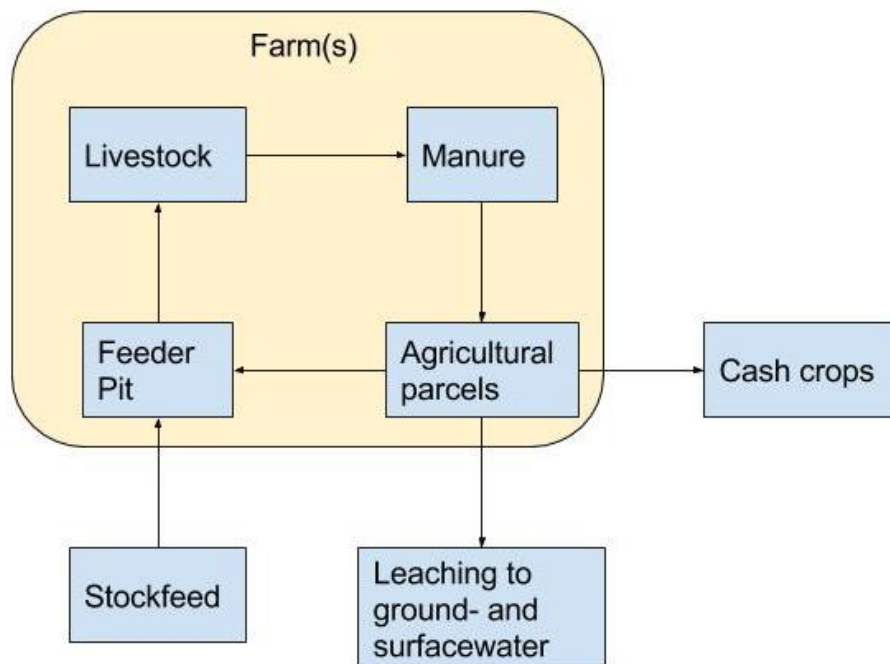 Farm(s)
Livestock
Manure
Feeder
Pit
Agricultural
parcels
Cash crops
Stockfeed
Leaching to
ground- and
surfacewater